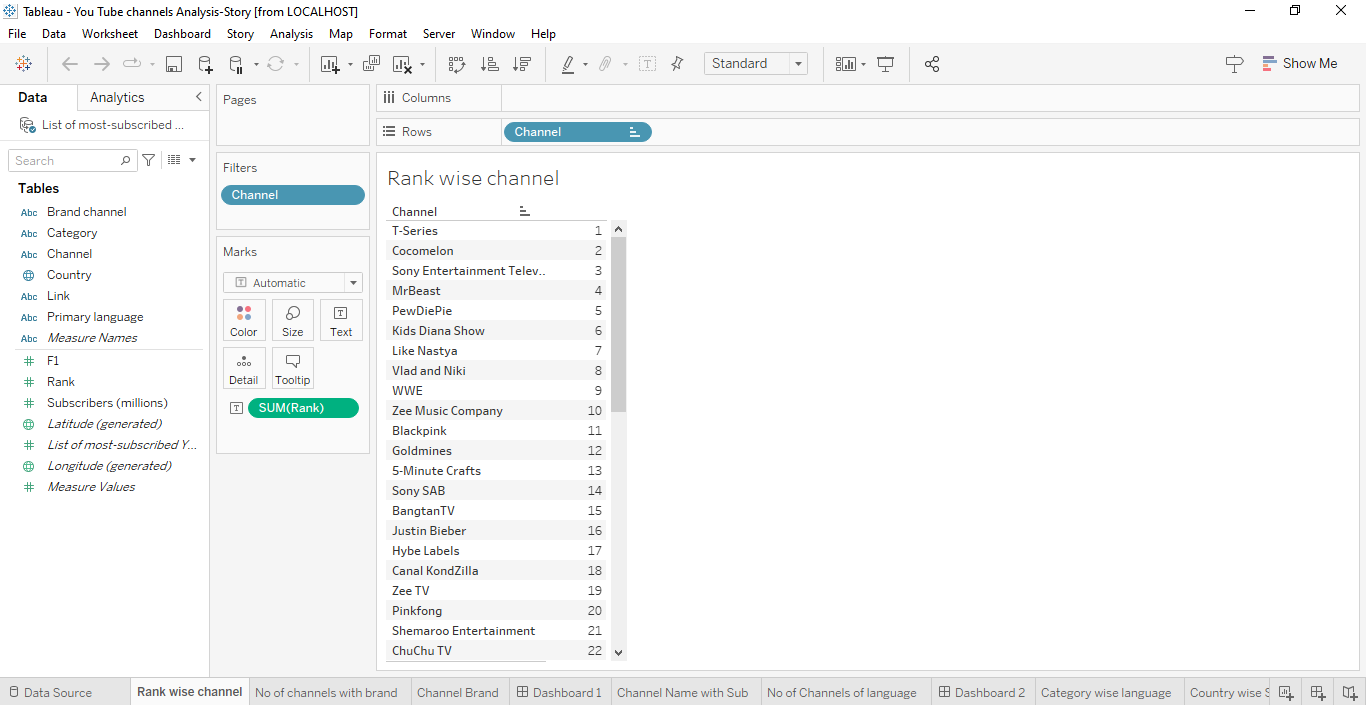 Tableau - You Tube channels Analysis-Story [from LOCALHOST]
File Data Worksheet Dashboard Story Analysis Map Format Server Window Help
Standard
Show Me
Data Analytics
List of most-subscribed ...
Search
Tables
Abc Brand channel
Abc Category
Abc Channel
Country
Abc Link
Abc Primary language
Abc Measure Names
F1
Rank
Subscribers (millions)
Latitude (generated)
List of most-subscribed Y...
Longitude (generated)
Measure Values
Pages
Filters
Channel
Marks
T Automatic
Color Size T Text
Detail Tooltip
T SUM(Rank)
Columns
Rows Channel
Rank wise channel
Channel
T-Series 1
Cocomelon 2
Sony Entertainment Telev.. 3
MrBeast 4
PewDiePie 5
Kids Diana Show 6
Like Nastya 7
Vlad and Niki 8
WWE 9
Zee Music Company 10
Blackpink 11
Goldmines 12
5-Minute Crafts 13
Sony SAB 14
BangtanTV 15
Justin Bieber 16
Hybe Labels 17
Canal KondZilla 18
Zee TV 19
Pinkfong 20
Shemaroo Entertainment 21
ChuChu TV 22
Data Source Rank wise channel No of channels with brand Channel Brand Dashboard 1 Channel Name with Sub No of Channels of language Dashboard 2 Category wise language Country wise S